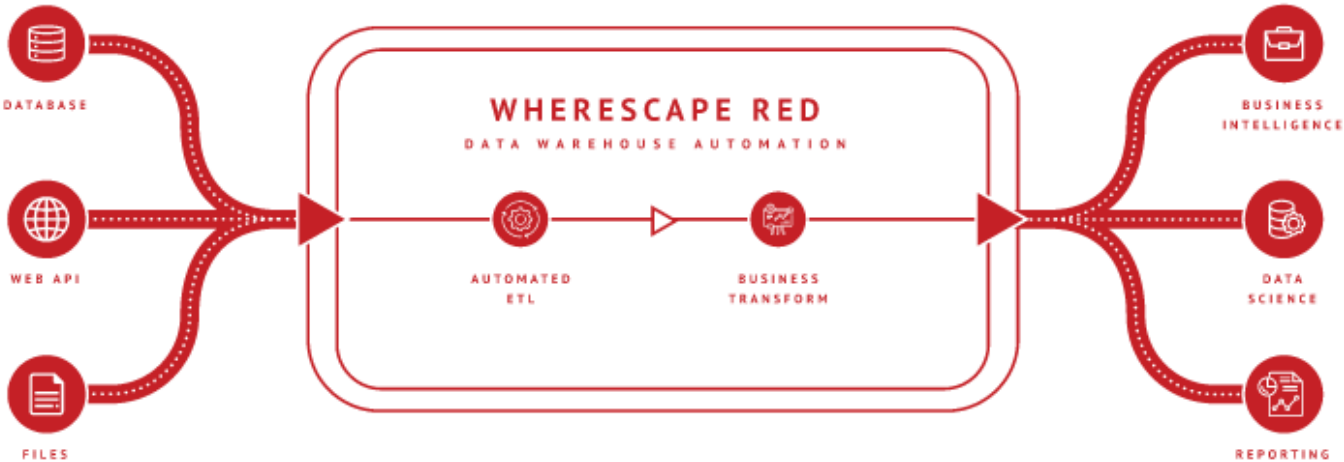 DATABASE
WEB API
FILES
WHERESCAPE RED
DATA WAREHOUSE AUTOMATION
AUTOMATED
ETL
BUSINESS
TRANSFORM
BUSINESS
INTELLIGENCE
DATA
SCIENCE
REPORTING